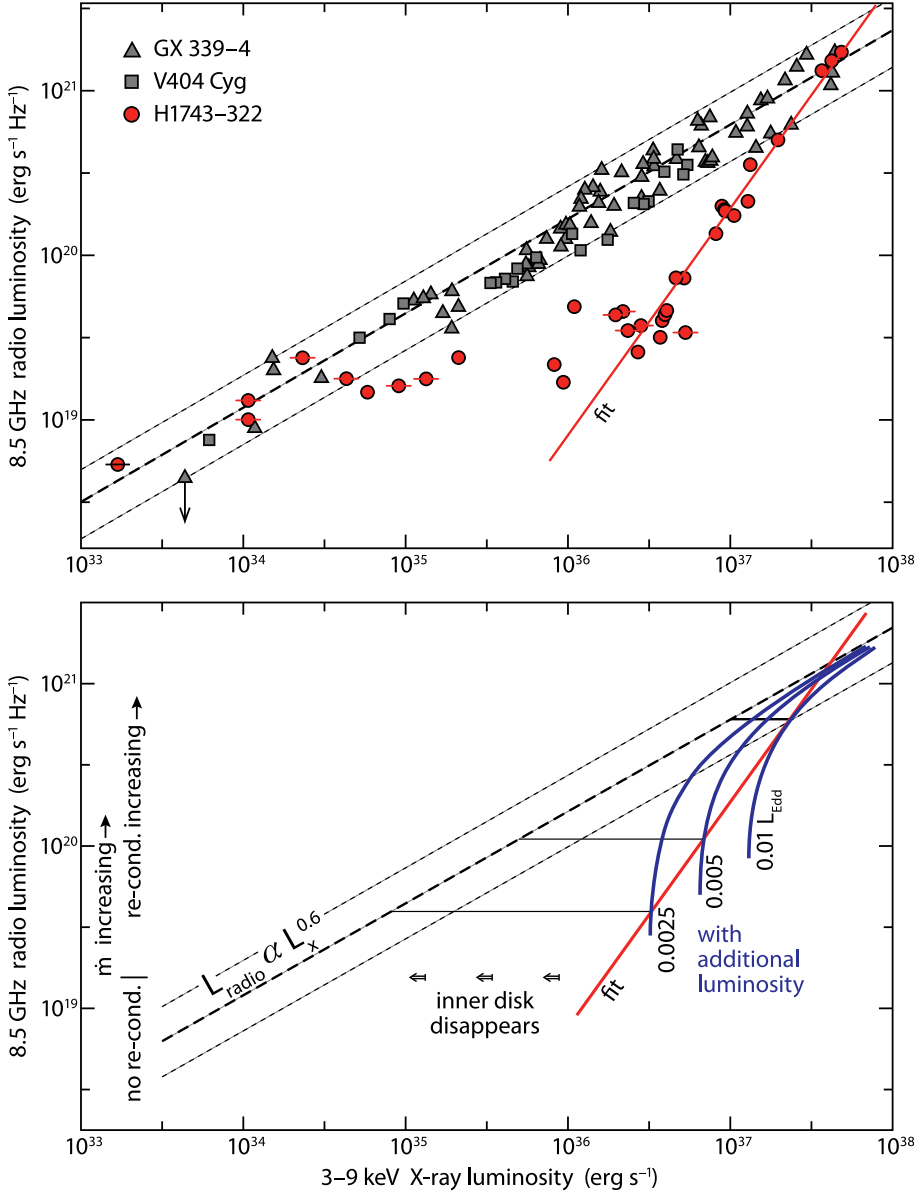 GX 339–4
V404 Cyg
H1743–322
fit
8.5 GHz radio luminosity (erg s⁻¹ Hz⁻¹)
10²¹
10²⁰
10¹⁹
10³³ 10³⁴ 10³⁵ 10³⁶ 10³⁷ 10³⁸
8.5 GHz radio luminosity (erg s⁻¹ Hz⁻¹)
10²¹
10²⁰
10¹⁹
ṁ increasing →
no re-cond. | re-cond. increasing →
L_radio α L_x^0.6
0.01 L_Edd
0.005
0.0025
with
additional
luminosity
fit
inner disk
disappears
10³³ 10³⁴ 10³⁵ 10³⁶ 10³⁷ 10³⁸
3–9 keV X-ray luminosity (erg s⁻¹)